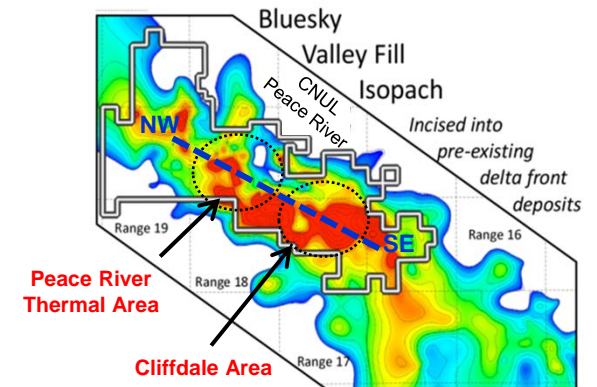 Bluesky
Valley Fill
Isopach
CNUL
Peace River
Incised into
pre-existing
delta front
deposits
NW
SE
Range 19
Range 16
Range 18
Range 17
Peace River
Thermal Area
Cliffdale Area